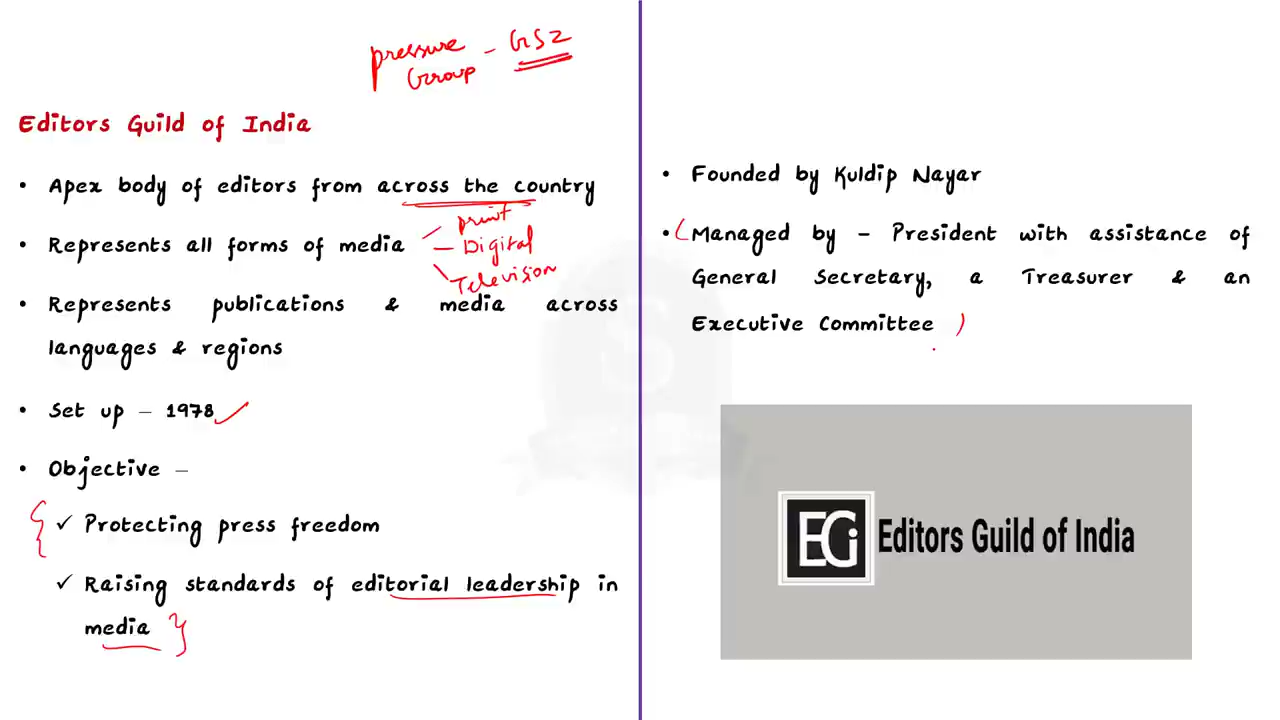 Pressure - GS2
Group
Editors Guild of India
• Apex body of editors from across the country
print
• Represents all forms of media
Digital
Television
• Represents publications & media across
languages & regions
• Set up – 1978 ✓
• Objective –
✓ Protecting press freedom
✓ Raising standards of editorial leadership in
media
• Founded by Kuldip Nayar
• (Managed by – President with assistance of
General Secretary, a Treasurer & an
Executive Committee )
EGi Editors Guild of India